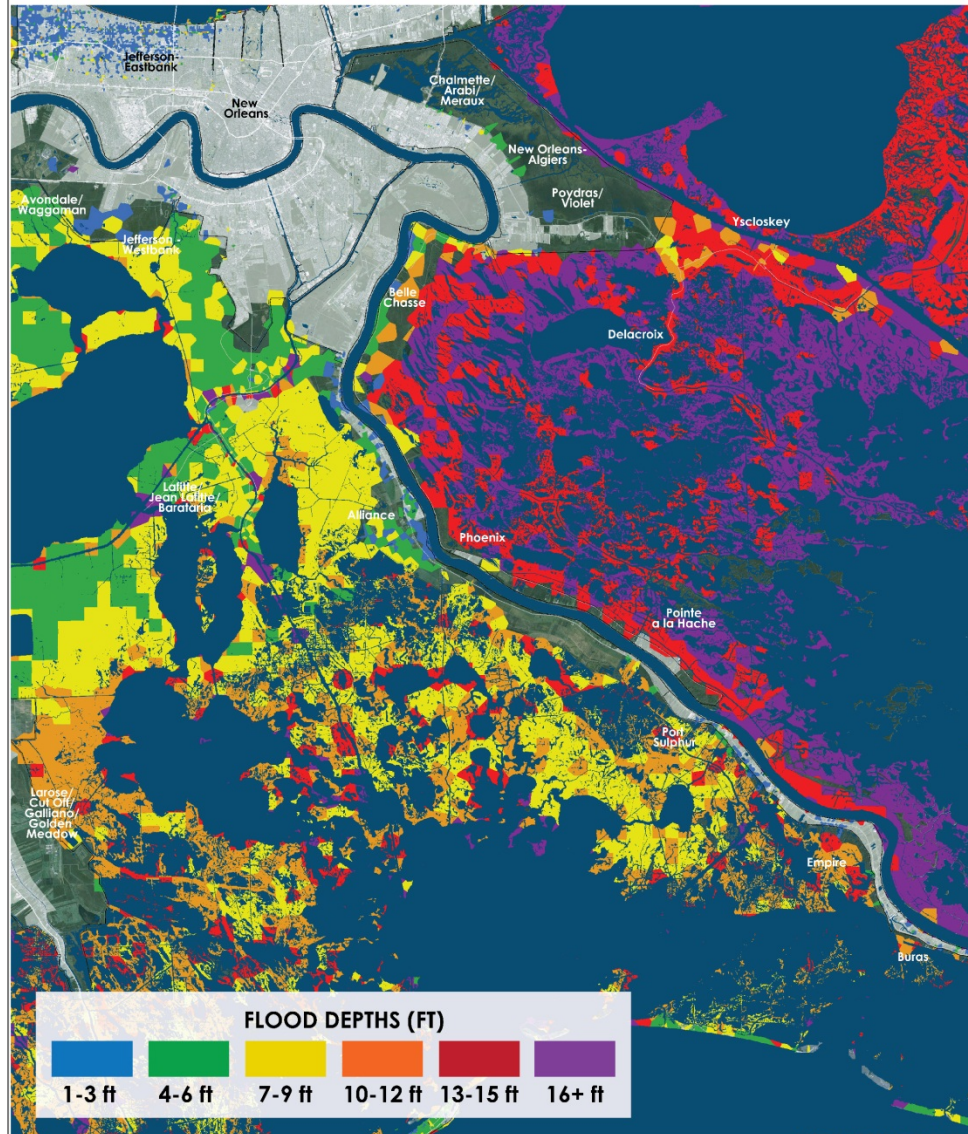 Jefferson-
Eastbank
New
Orleans
Chalmette/
Arabi/
Meraux
New Orleans-
Algiers
Poydras/
Violet
Yscloskey
Avondale/
Waggaman
Jefferson -
Westbank
Belle
Chasse
Delacroix
Lafitte/
Jean Lafitte/
Barataria
Alliance
Phoenix
Pointe
a la Hache
Port
Sulphur
Larose/
Cut Off/
Galliano/
Golden
Meadow
Empire
Buras
FLOOD DEPTHS (FT)
1-3 ft 4-6 ft 7-9 ft 10-12 ft 13-15 ft 16+ ft